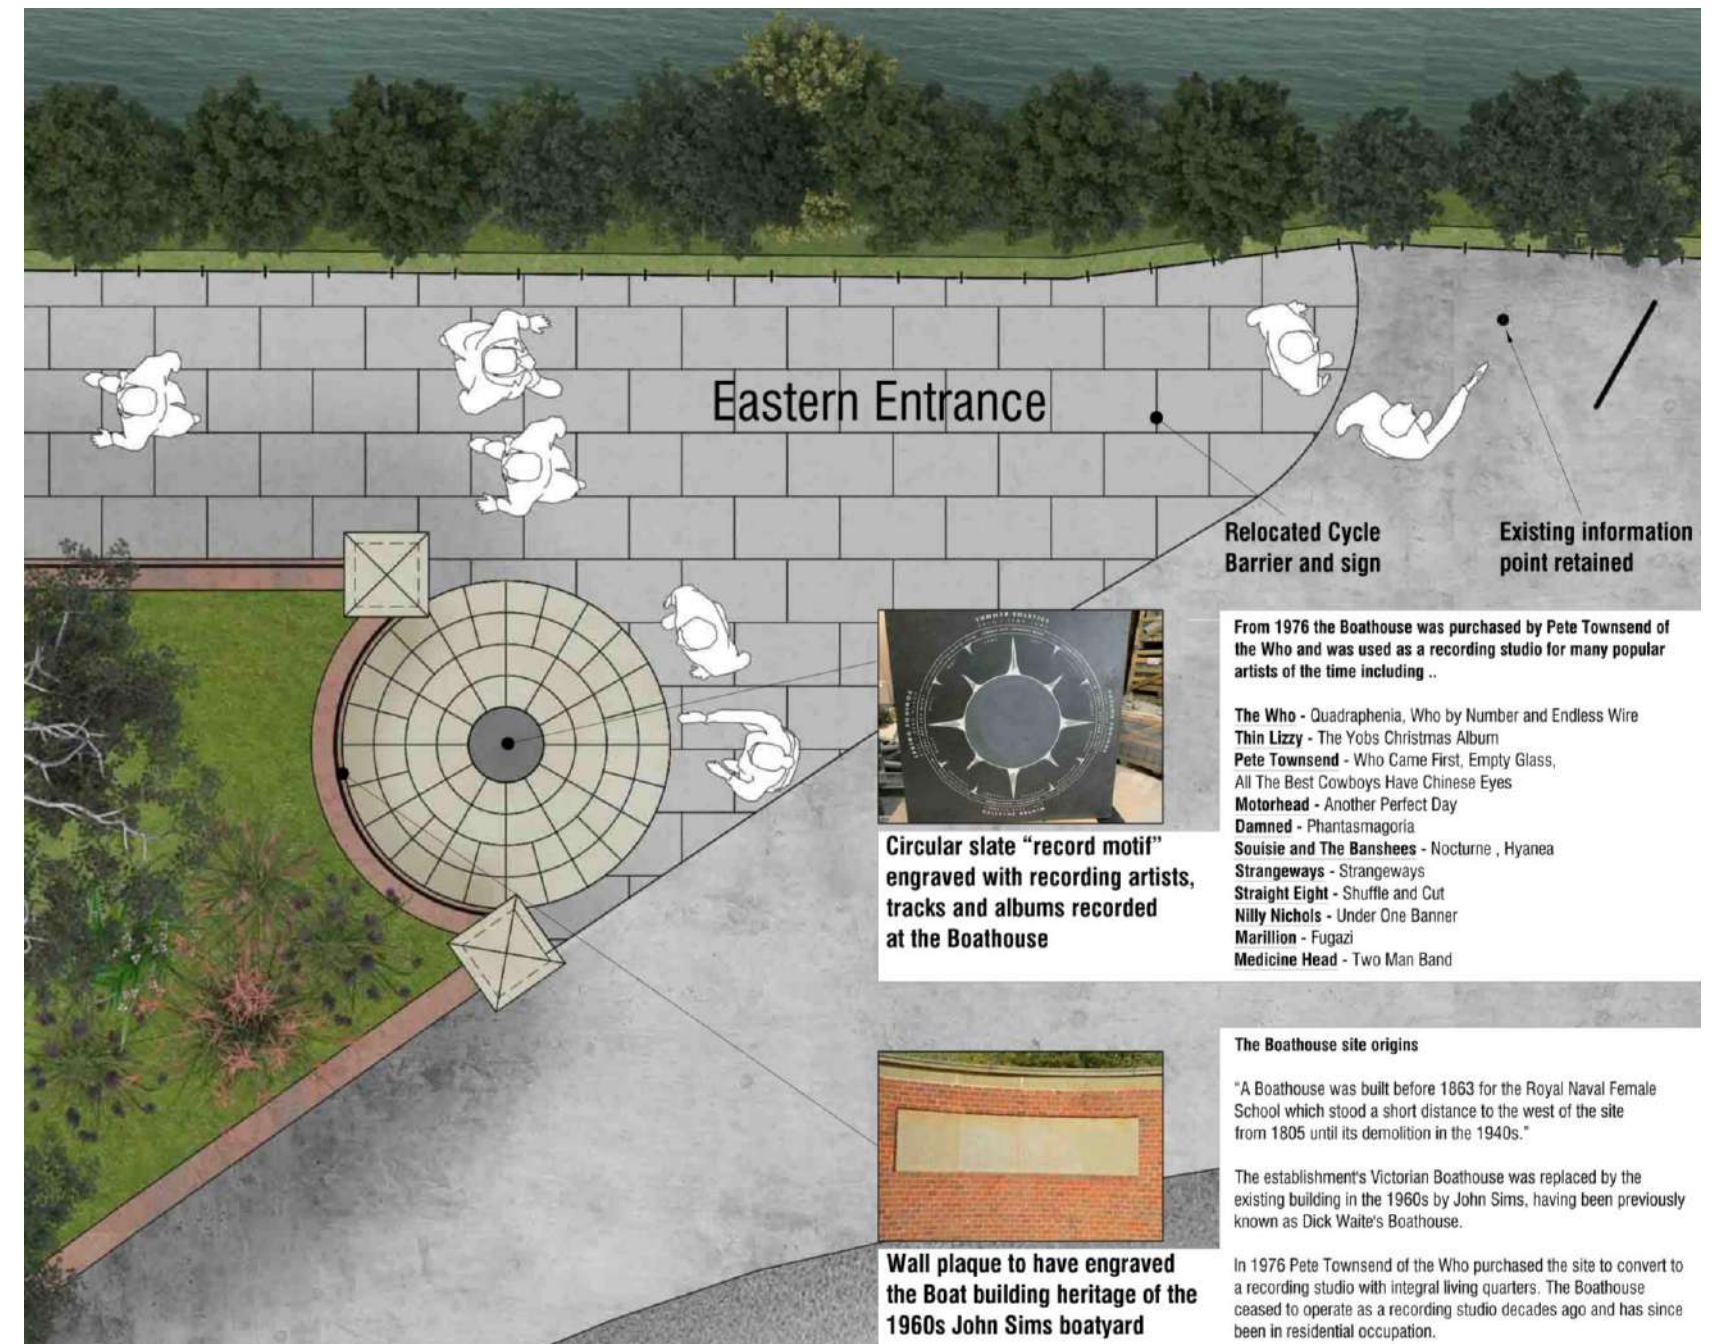 Eastern Entrance
Relocated Cycle
Barrier and sign
Existing information
point retained
SUMMER SOLSTICE
Circular slate “record motif”
engraved with recording artists,
tracks and albums recorded
at the Boathouse
From 1976 the Boathouse was purchased by Pete Townsend of
the Who and was used as a recording studio for many popular
artists of the time including ..
The Who - Quadraphenia, Who by Number and Endless Wire
Thin Lizzy - The Yobs Christmas Album
Pete Townsend - Who Came First, Empty Glass,
All The Best Cowboys Have Chinese Eyes
Motorhead - Another Perfect Day
Damned - Phantasmagoria
Souisie and The Banshees - Nocturne , Hyanea
Strangeways - Strangeways
Straight Eight - Shuffle and Cut
Nilly Nichols - Under One Banner
Marillion - Fugazi
Medicine Head - Two Man Band
Wall plaque to have engraved
the Boat building heritage of the
1960s John Sims boatyard
The Boathouse site origins
"A Boathouse was built before 1863 for the Royal Naval Female
School which stood a short distance to the west of the site
from 1805 until its demolition in the 1940s."
The establishment's Victorian Boathouse was replaced by the
existing building in the 1960s by John Sims, having been previously
known as Dick Waite's Boathouse.
In 1976 Pete Townsend of the Who purchased the site to convert to
a recording studio with integral living quarters. The Boathouse
ceased to operate as a recording studio decades ago and has since
been in residential occupation.